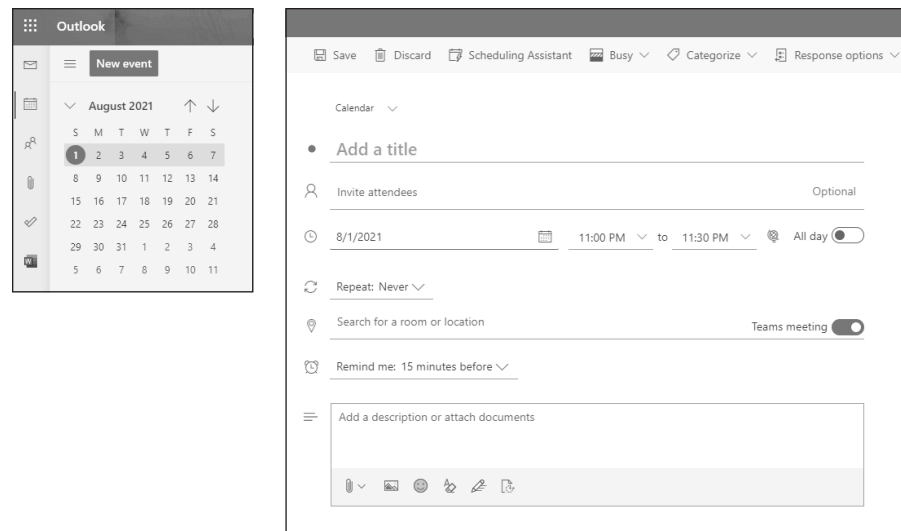 Outlook
New event
August 2021
S M T W T F S
1 2 3 4 5 6 7
8 9 10 11 12 13 14
15 16 17 18 19 20 21
22 23 24 25 26 27 28
29 30 31 1 2 3 4
5 6 7 8 9 10 11
Save Discard Scheduling Assistant Busy Categorize Response options
Calendar
Add a title
Invite attendees Optional
8/1/2021 11:00 PM to 11:30 PM All day
Repeat: Never
Search for a room or location Teams meeting
Remind me: 15 minutes before
Add a description or attach documents